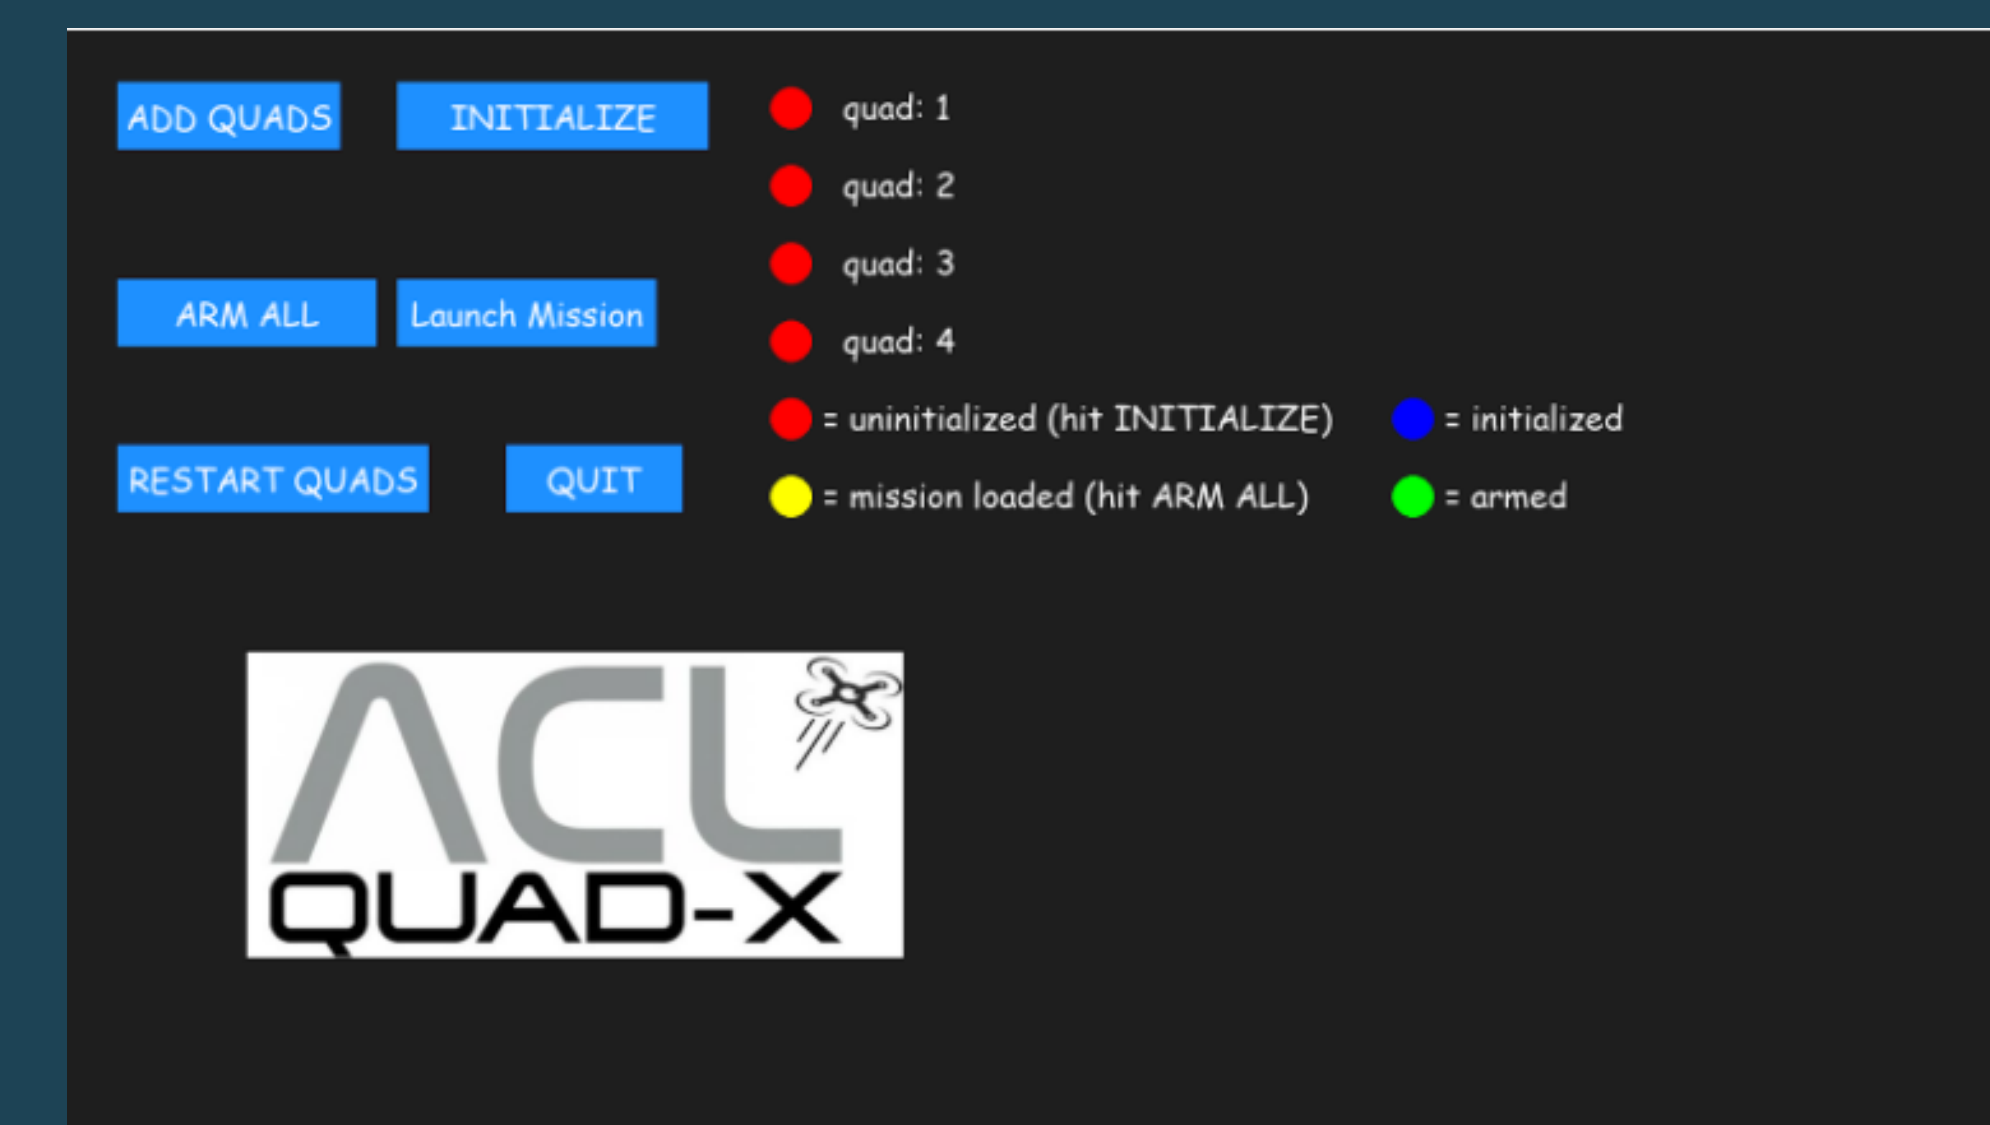 ADD QUADS
INITIALIZE
ARM ALL
Launch Mission
RESTART QUADS
QUIT
quad: 1
quad: 2
quad: 3
quad: 4
= uninitialized (hit INITIALIZE)
= initialized
= mission loaded (hit ARM ALL)
= armed
ACL
QUAD-X